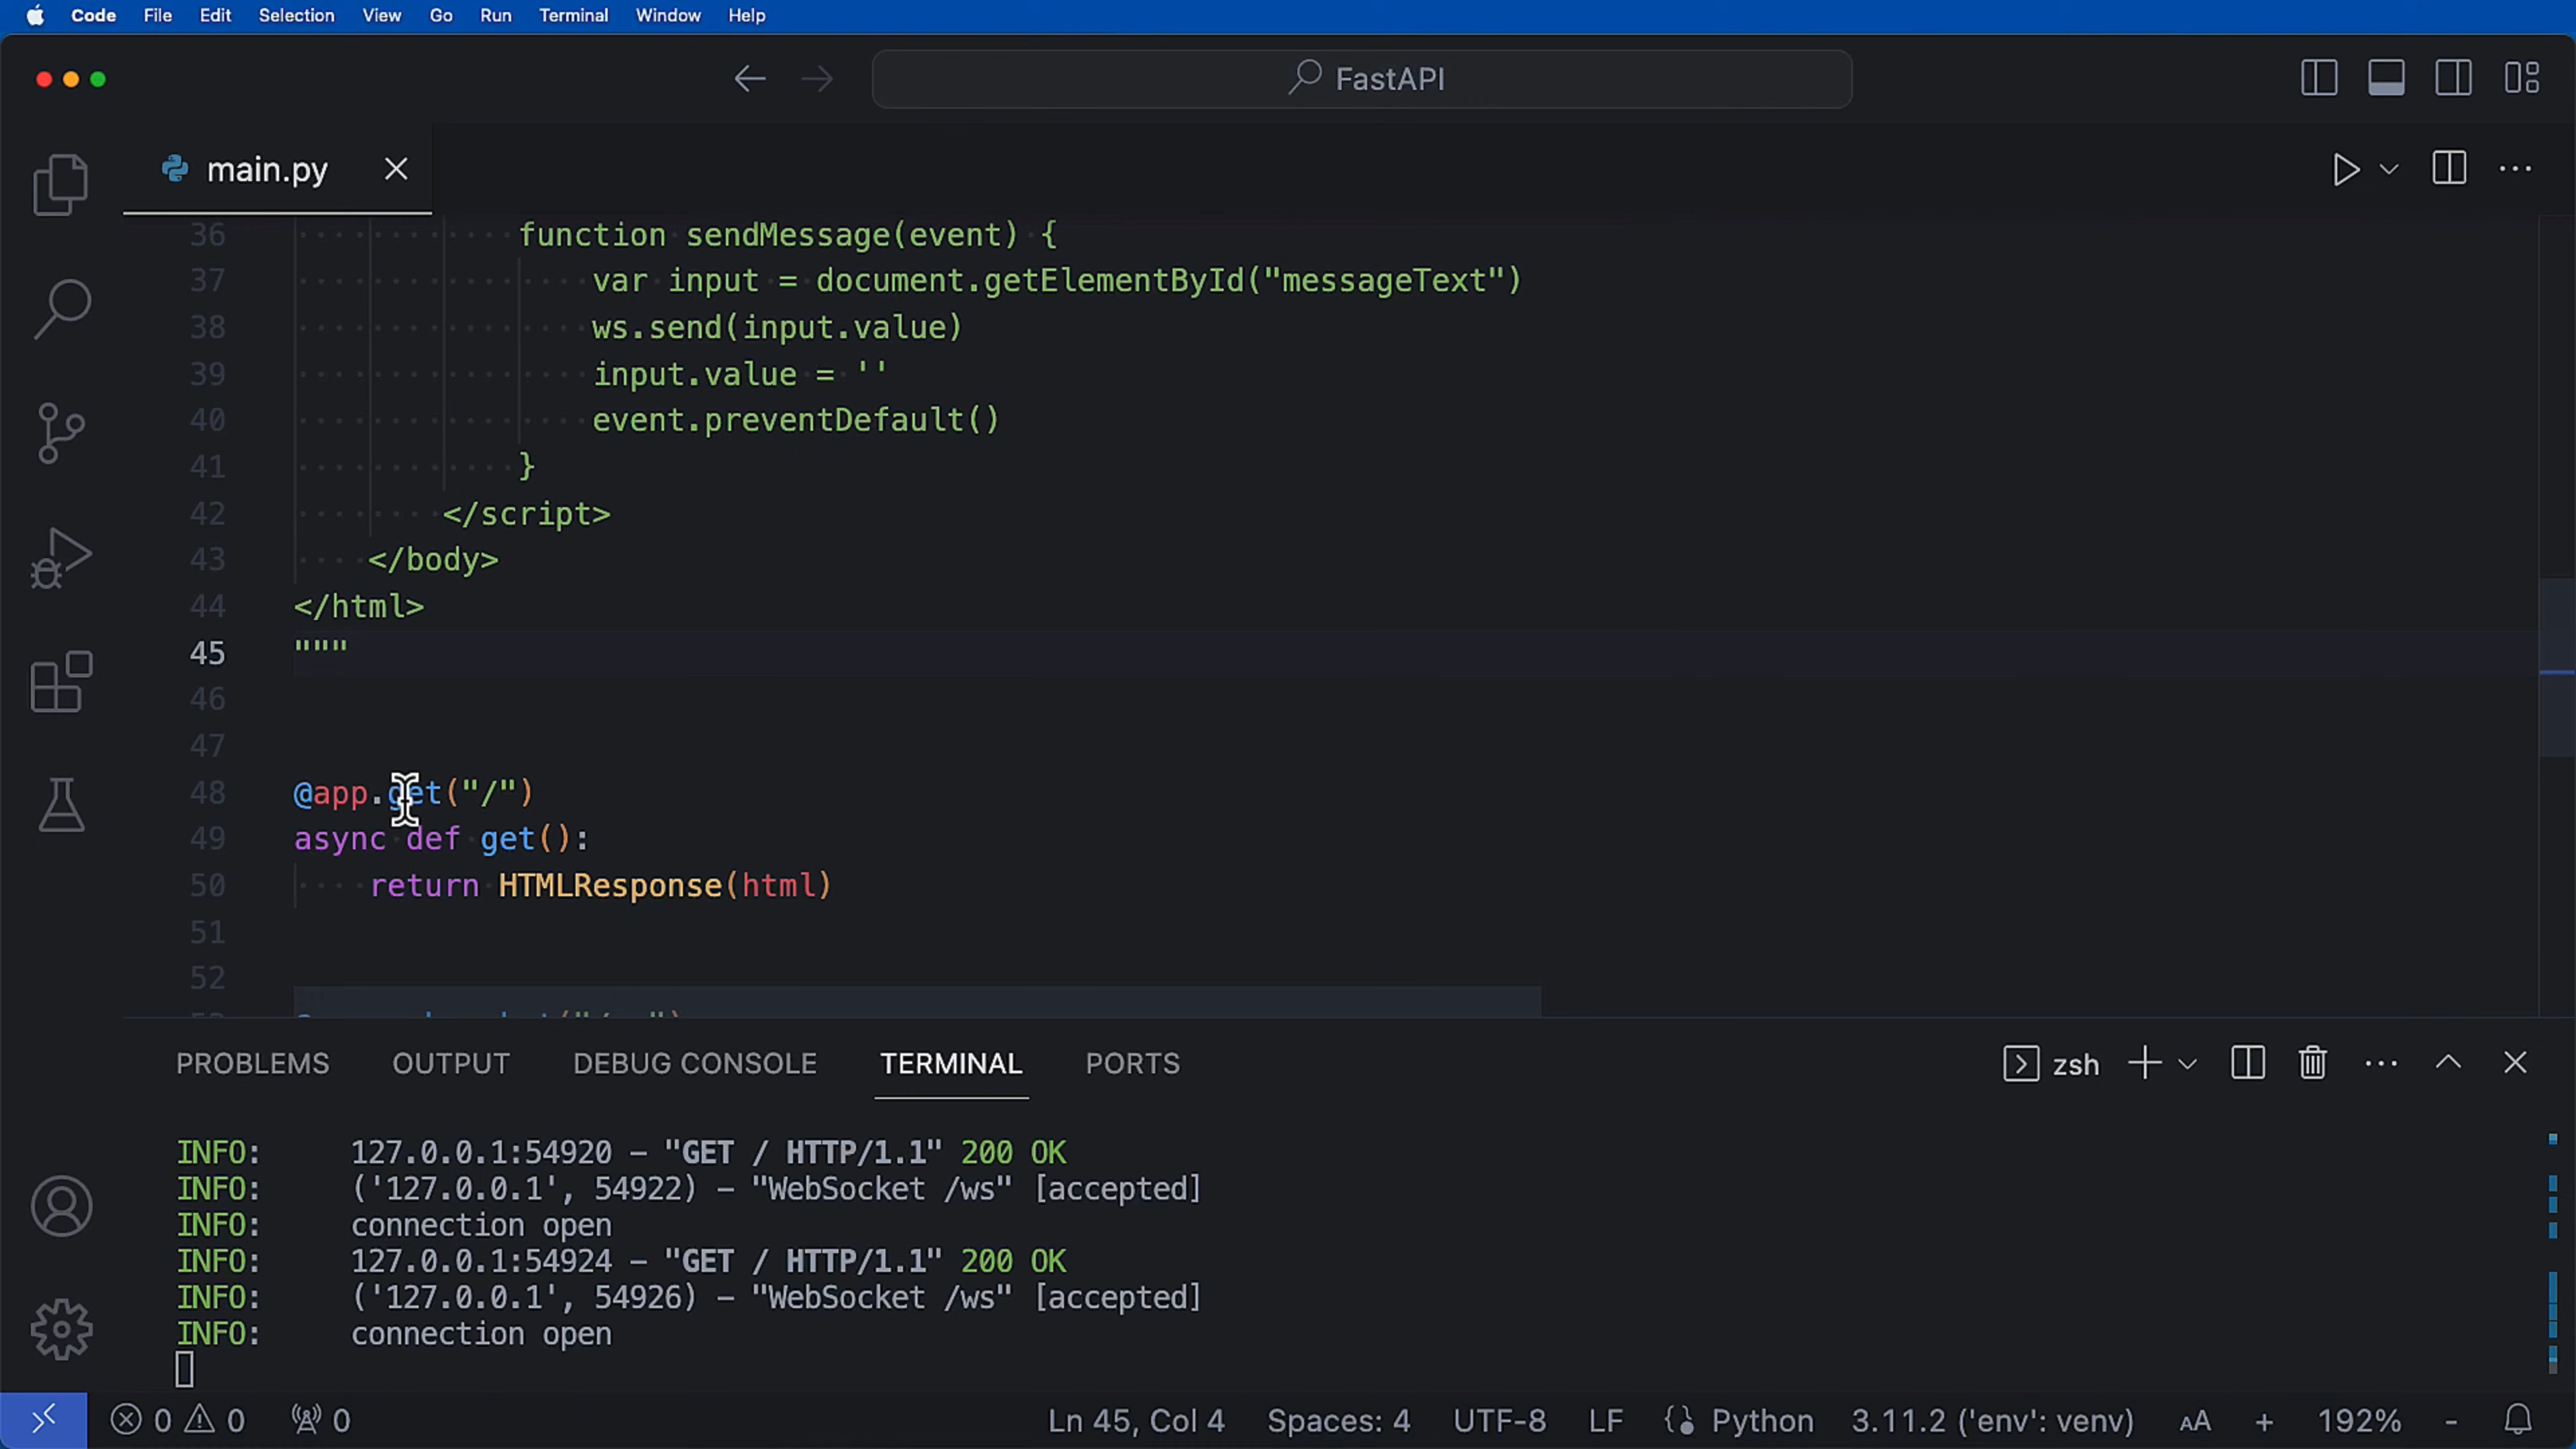 Code File Edit Selection View Go Run Terminal Window Help
FastAPI
main.py
36 function sendMessage(event) {
37 var input = document.getElementById("messageText")
38 ws.send(input.value)
39 input.value = ''
40 event.preventDefault()
41 }
42 </script>
43 </body>
44 </html>
45 """
46
47
48 @app.get("/")
49 async def get():
50 return HTMLResponse(html)
51
52
PROBLEMS OUTPUT DEBUG CONSOLE TERMINAL PORTS zsh
INFO: 127.0.0.1:54920 – "GET / HTTP/1.1" 200 OK
INFO: ('127.0.0.1', 54922) – "WebSocket /ws" [accepted]
INFO: connection open
INFO: 127.0.0.1:54924 – "GET / HTTP/1.1" 200 OK
INFO: ('127.0.0.1', 54926) – "WebSocket /ws" [accepted]
INFO: connection open
0 0 0 Ln 45, Col 4 Spaces: 4 UTF-8 LF Python 3.11.2 ('env': venv) AA + 192% -